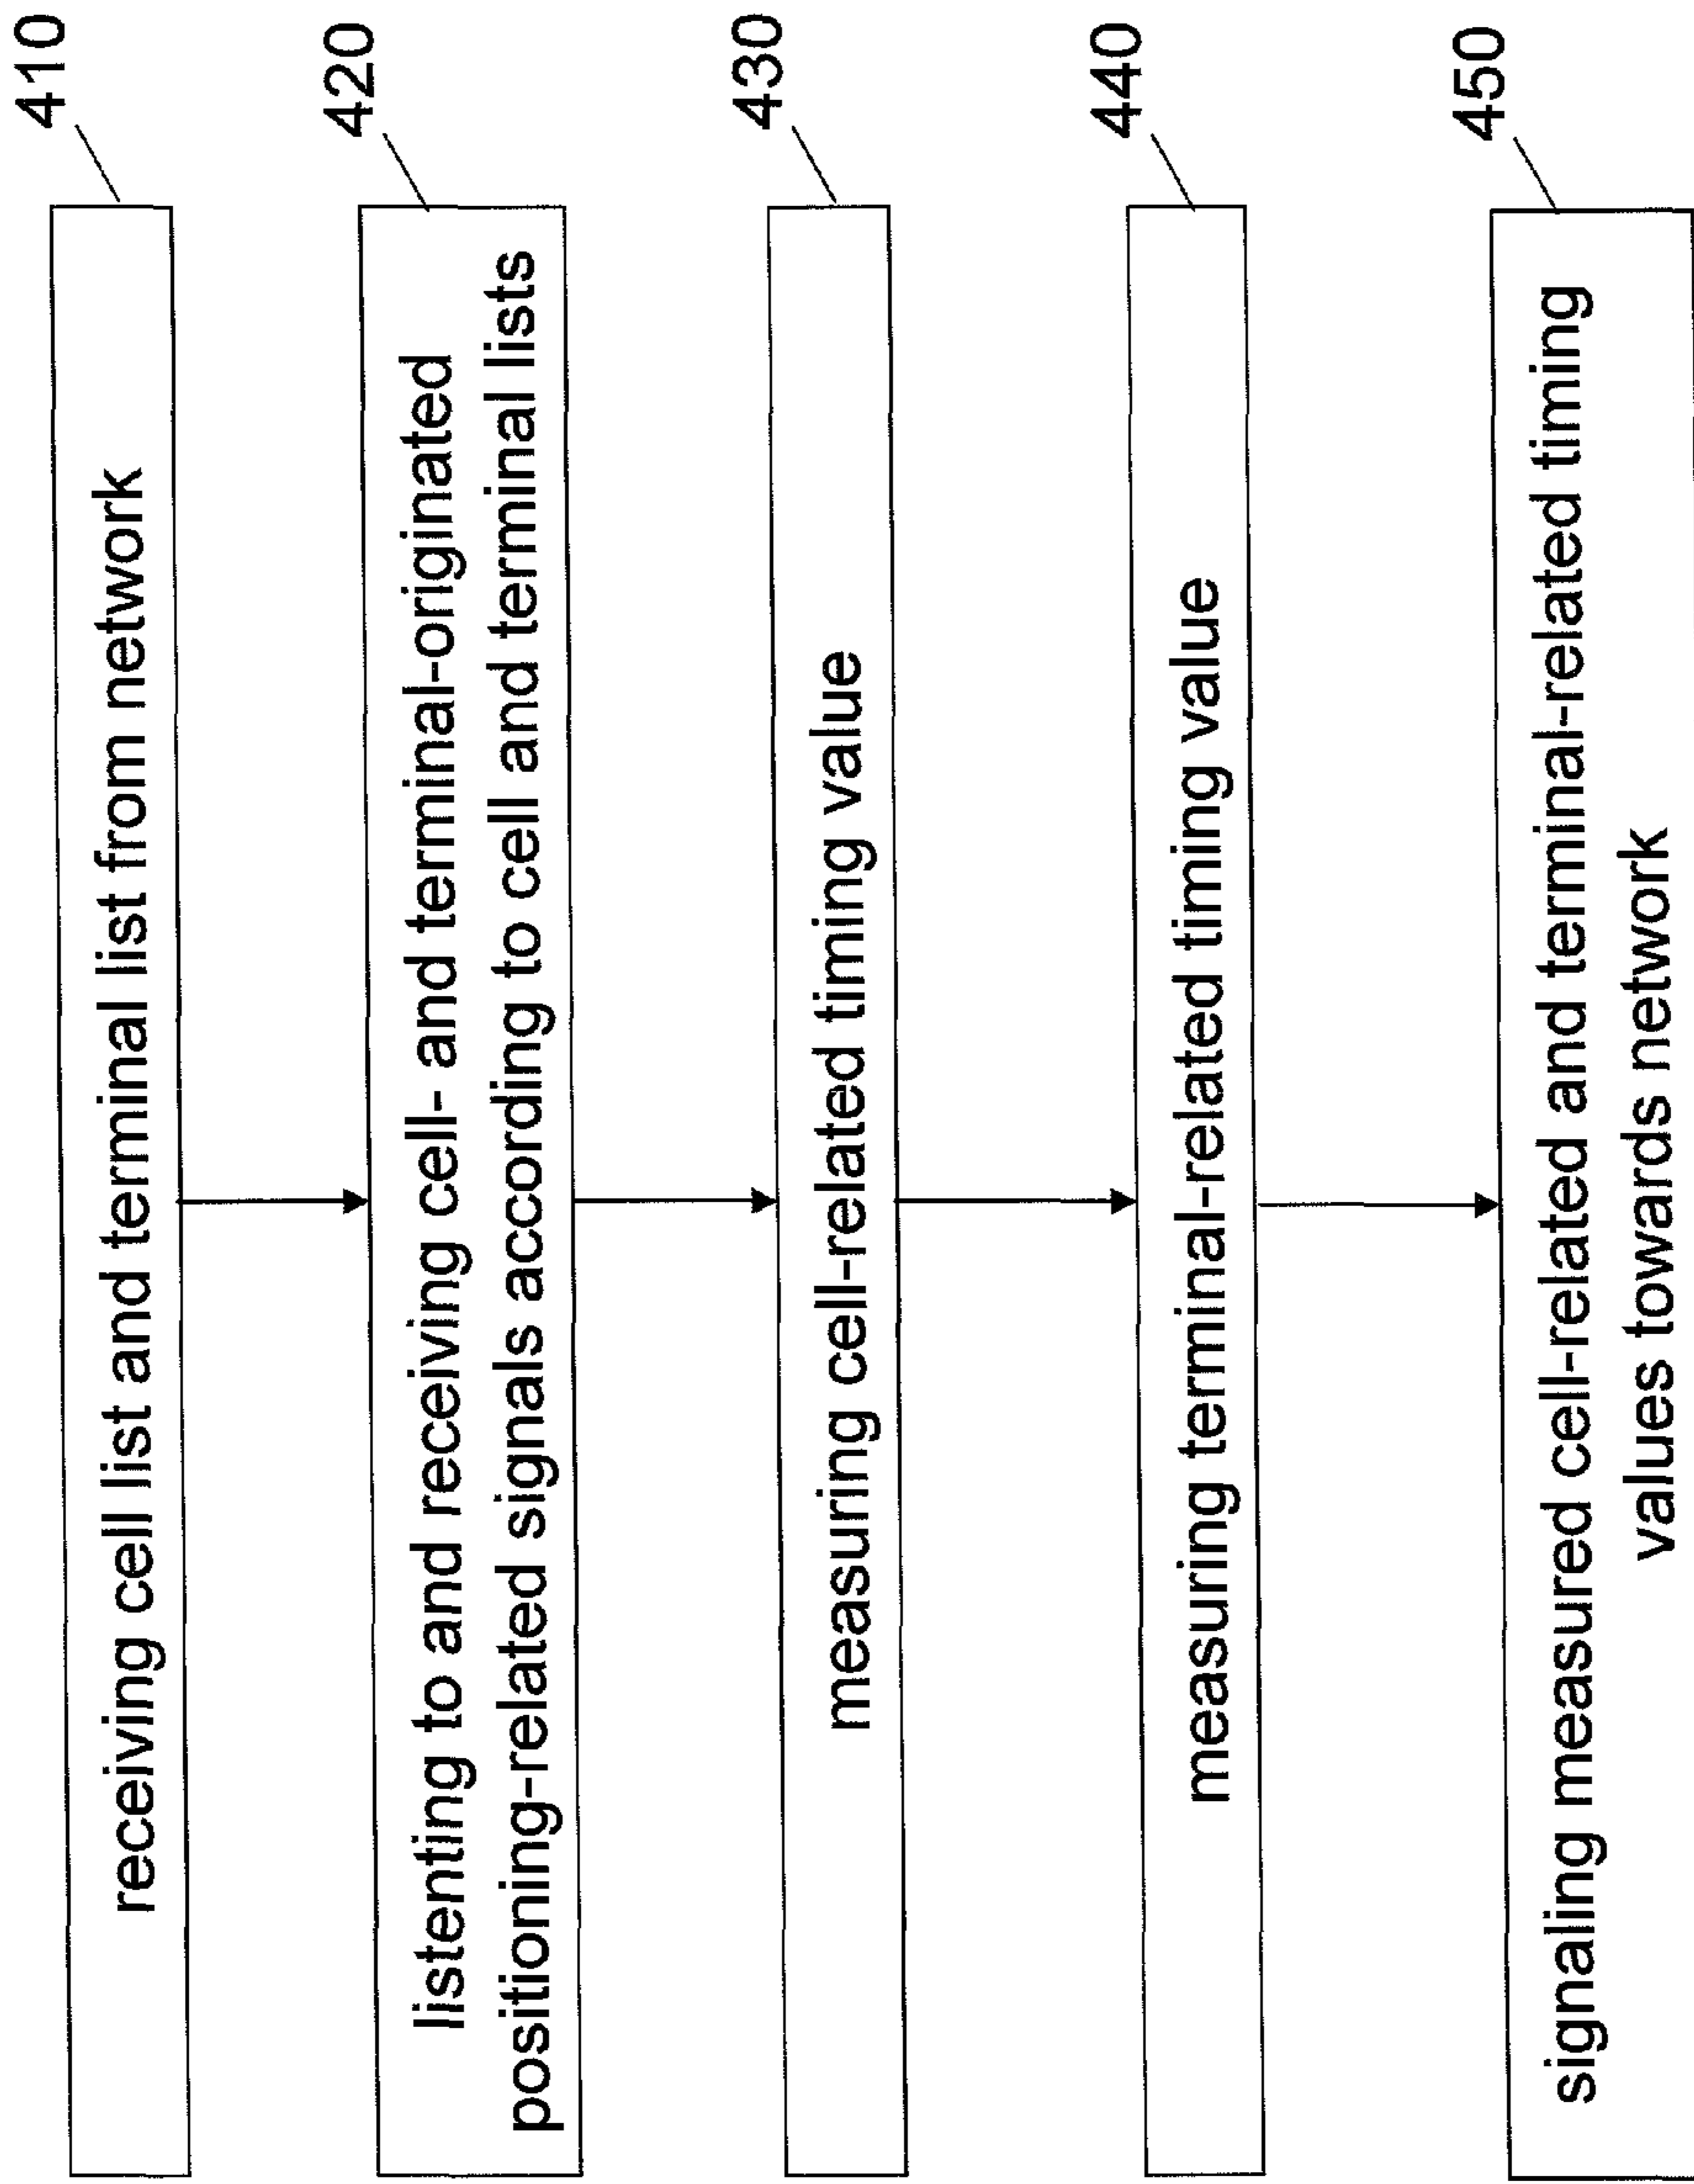 410
receiving cell list and terminal list from network
420
listenting to and receiving cell- and terminal-originated
positioning-related signals according to cell and terminal lists
430
measuring cell-related timing value
440
measuring terminal-related timing value
450
signaling measured cell-related and terminal-related timing
values towards network